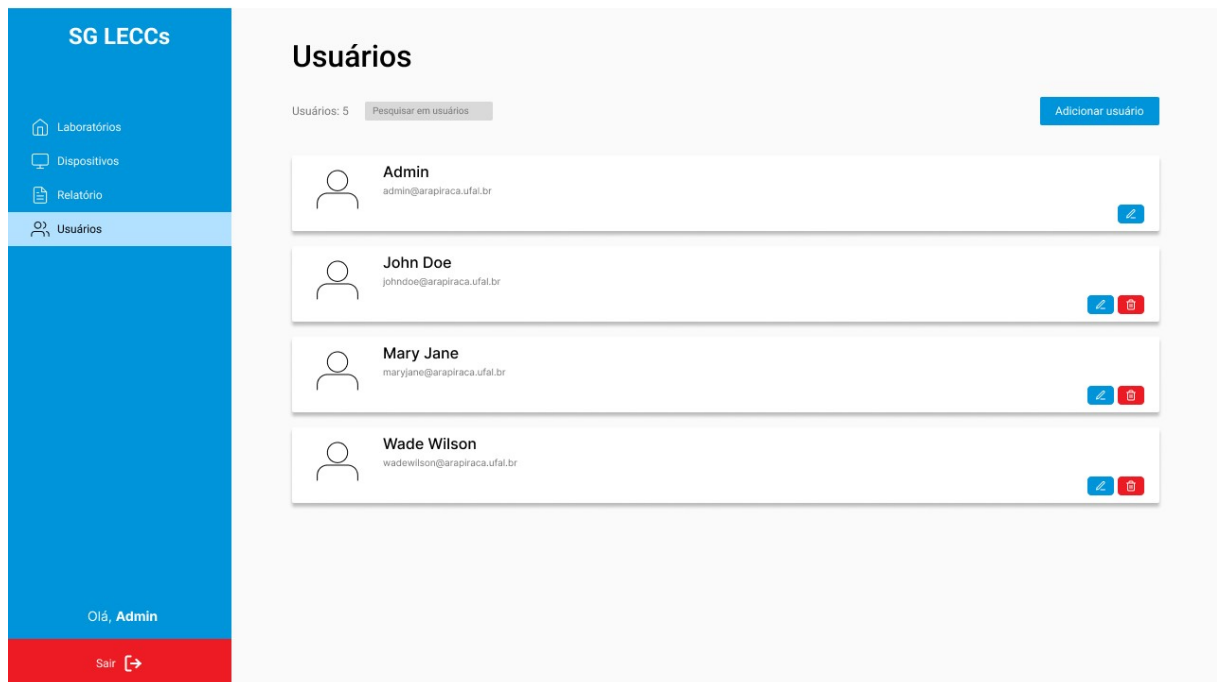 SG LECCs
Laboratórios
Dispositivos
Relatório
Usuários
Olá, Admin
Sair
Usuários
Usuários: 5
Pesquisar em usuários
Adicionar usuário
Admin
admin@arapiraca.ufal.br
John Doe
johndoe@arapiraca.ufal.br
Mary Jane
maryjane@arapiraca.ufal.br
Wade Wilson
wadewilson@arapiraca.ufal.br